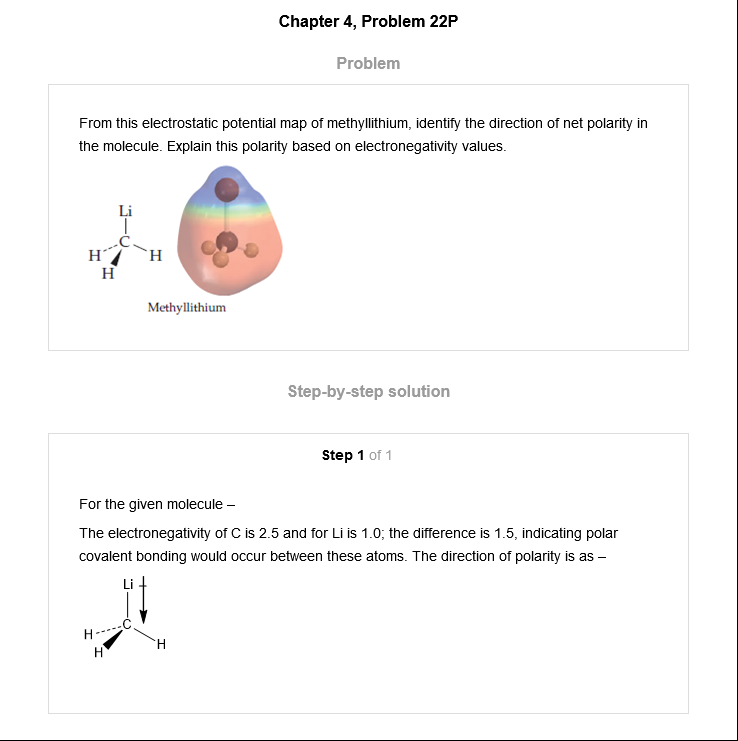 Chapter 4, Problem 22P
Problem
From this electrostatic potential map of methyllithium, identify the direction of net polarity in
the molecule. Explain this polarity based on electronegativity values.
Li
C
H H
H
Methyllithium
Step-by-step solution
Step 1 of 1
For the given molecule –
The electronegativity of C is 2.5 and for Li is 1.0; the difference is 1.5, indicating polar
covalent bonding would occur between these atoms. The direction of polarity is as –
Li
C
H
H
H